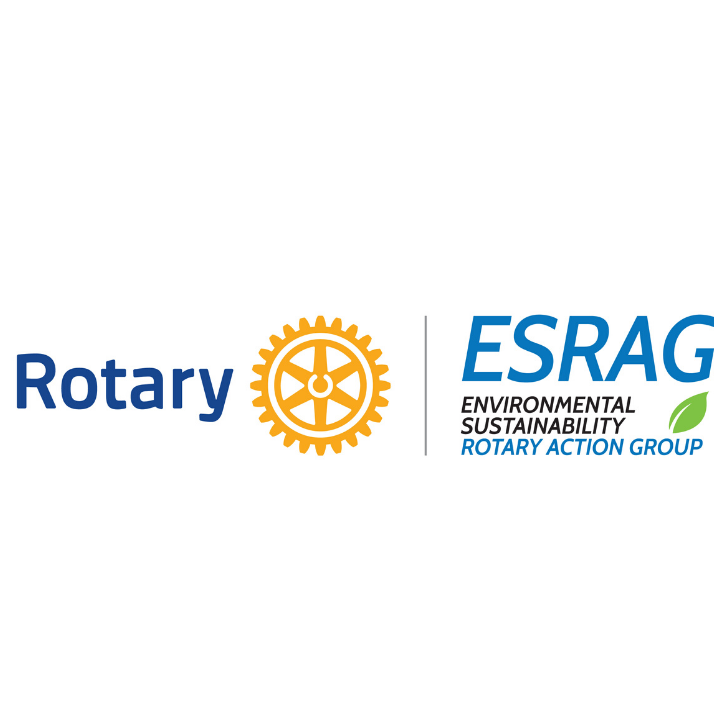 Rotary
ESRAG
ENVIRONMENTAL
SUSTAINABILITY
ROTARY ACTION GROUP